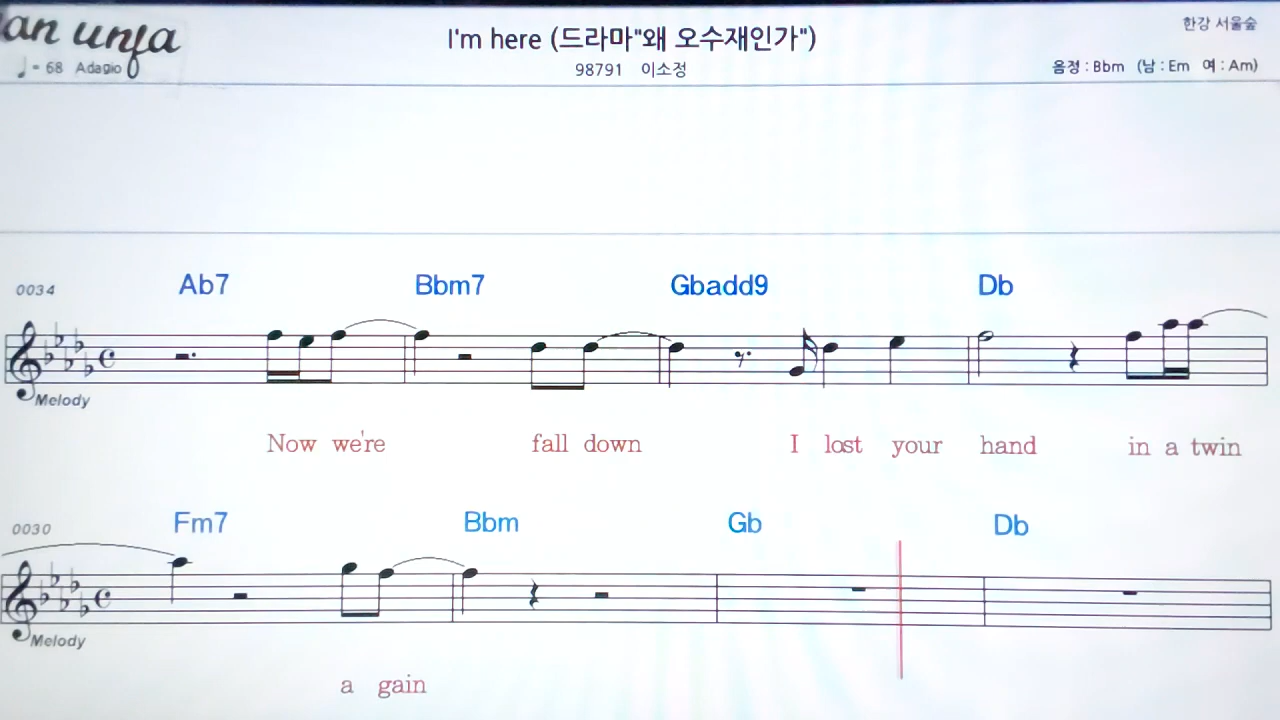 an unfa
I'm here (드라마"왜 오수재인가")
한강 서울숲
♩= 68 Adagio
98791 이소정
음정 : Bbm (남 : Em 여 : Am)
0034 Ab7 Bbm7 Gbadd9 Db
Melody
Now we're fall down I lost your hand in a twin
0030 Fm7 Bbm Gb Db
Melody
a gain